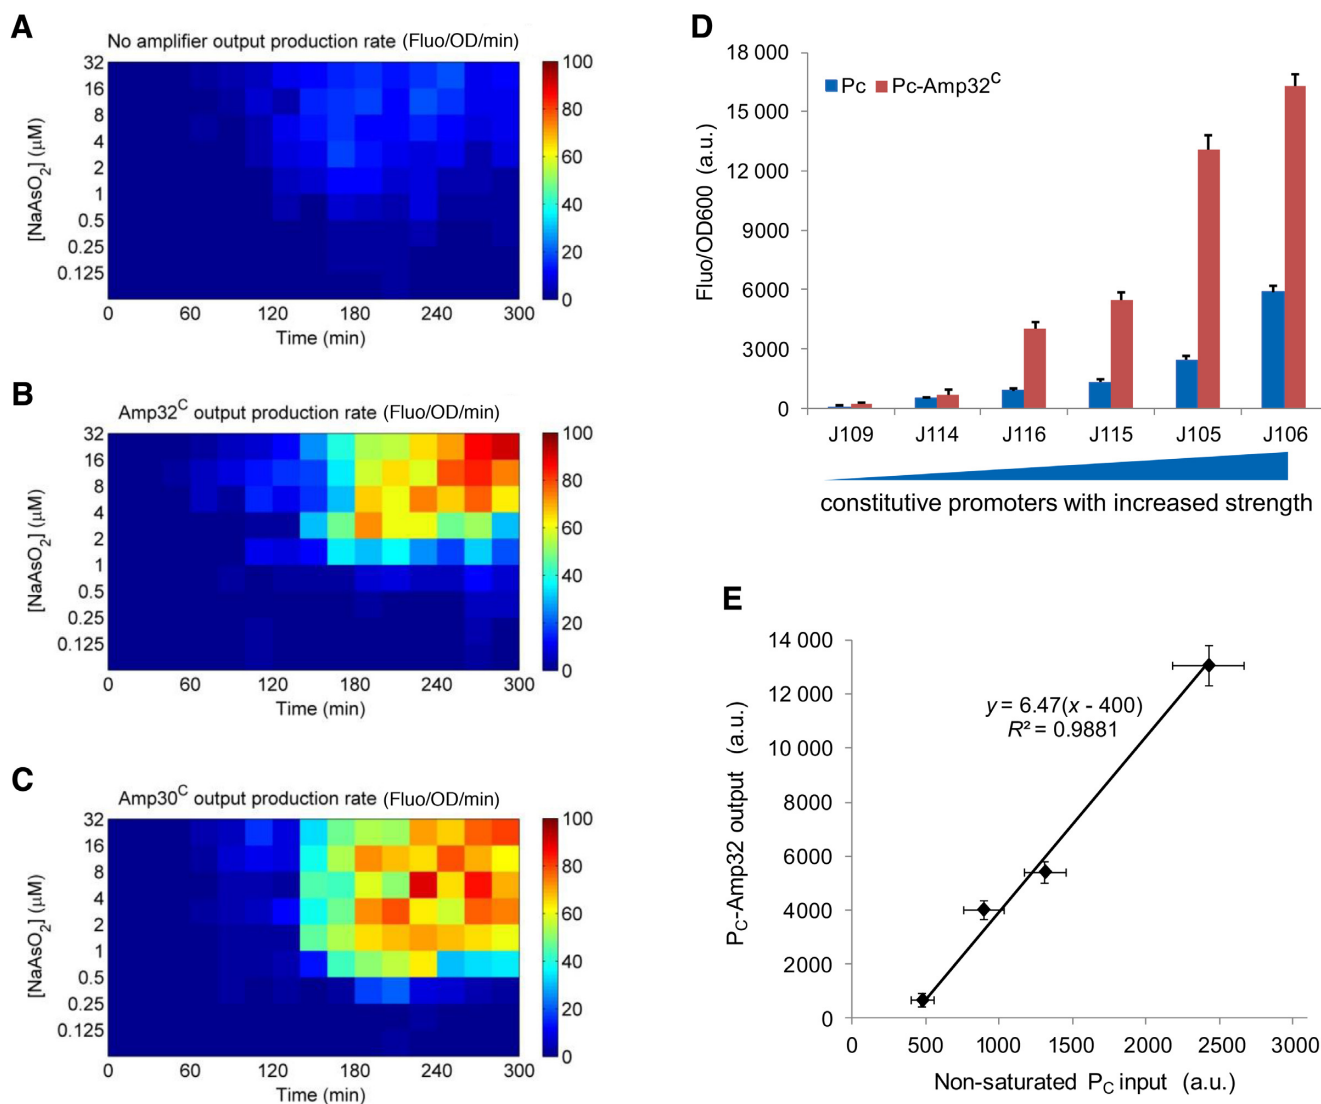 A
No amplifier output production rate (Fluo/OD/min)
[NaAsO2] (μM)
32
16
8
4
2
1
0.5
0.25
0.125
0 60 120 180 240 300
Time (min)
100
80
60
40
20
0
B
Amp32C output production rate (Fluo/OD/min)
[NaAsO2] (μM)
32
16
8
4
2
1
0.5
0.25
0.125
0 60 120 180 240 300
Time (min)
100
80
60
40
20
0
C
Amp30C output production rate (Fluo/OD/min)
[NaAsO2] (μM)
32
16
8
4
2
1
0.5
0.25
0.125
0 60 120 180 240 300
Time (min)
100
80
60
40
20
0
D
Fluo/OD600 (a.u.)
18 000
15 000
12 000
9000
6000
3000
0
Pc Pc-Amp32C
J109 J114 J116 J115 J105 J106
constitutive promoters with increased strength
E
PC-Amp32 output (a.u.)
14 000
12 000
10 000
8000
6000
4000
2000
0
y = 6.47(x - 400)
R² = 0.9881
0 500 1000 1500 2000 2500 3000
Non-saturated PC input (a.u.)